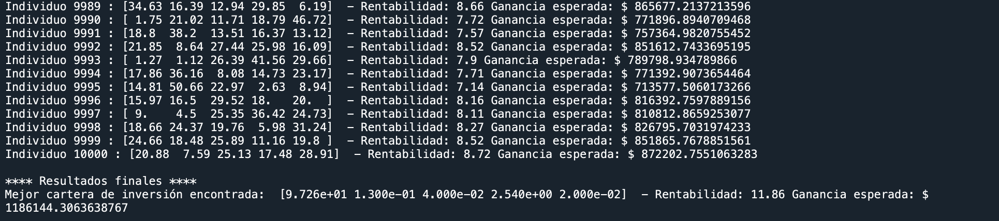 Individuo 9989 : [34.63 16.39 12.94 29.85  6.19]  – Rentabilidad: 8.66 Ganancia esperada: $ 865677.2137213596
Individuo 9990 : [ 1.75 21.02 11.71 18.79 46.72]  – Rentabilidad: 7.72 Ganancia esperada: $ 771896.8940709468
Individuo 9991 : [18.8  38.2  13.51 16.37 13.12]  – Rentabilidad: 7.57 Ganancia esperada: $ 757364.9820755452
Individuo 9992 : [21.85  8.64 27.44 25.98 16.09]  – Rentabilidad: 8.52 Ganancia esperada: $ 851612.7433695195
Individuo 9993 : [ 1.27  1.12 26.39 41.56 29.66]  – Rentabilidad: 7.9 Ganancia esperada: $ 789798.934789866
Individuo 9994 : [17.86 36.16  8.08 14.73 23.17]  – Rentabilidad: 7.71 Ganancia esperada: $ 771392.9073654464
Individuo 9995 : [14.81 50.66 22.97  2.63  8.94]  – Rentabilidad: 7.14 Ganancia esperada: $ 713577.5060173266
Individuo 9996 : [15.97 16.5  29.52 18.   20.  ]  – Rentabilidad: 8.16 Ganancia esperada: $ 816392.7597889156
Individuo 9997 : [ 9.    4.5  25.35 36.42 24.73]  – Rentabilidad: 8.11 Ganancia esperada: $ 810812.8659253077
Individuo 9998 : [18.66 24.37 19.76  5.98 31.24]  – Rentabilidad: 8.27 Ganancia esperada: $ 826795.7031974233
Individuo 9999 : [24.66 18.48 25.89 11.16 19.8 ]  – Rentabilidad: 8.52 Ganancia esperada: $ 851865.7678851561
Individuo 10000 : [20.88  7.59 25.13 17.48 28.91]  – Rentabilidad: 8.72 Ganancia esperada: $ 872202.7551063283
**** Resultados finales ****
Mejor cartera de inversión encontrada:  [9.726e+01 1.300e-01 4.000e-02 2.540e+00 2.000e-02]  – Rentabilidad: 11.86 Ganancia esperada: $
1186144.3063638767